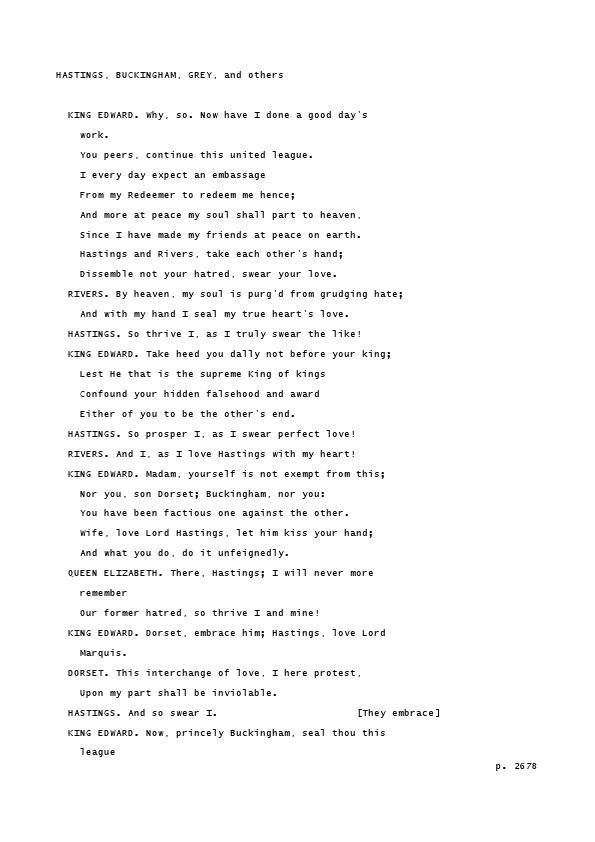 HASTINGS, BUCKINGHAM, GREY, and others
KING EDWARD. Why, so. Now have I done a good day's
work.
You peers, continue this united league.
I every day expect an embassage
From my Redeemer to redeem me hence;
And more at peace my soul shall part to heaven,
Since I have made my friends at peace on earth.
Hastings and Rivers, take each other's hand;
Dissemble not your hatred, swear your love.
RIVERS. By heaven, my soul is purg'd from grudging hate;
And with my hand I seal my true heart's love.
HASTINGS. So thrive I, as I truly swear the like!
KING EDWARD. Take heed you dally not before your king;
Lest He that is the supreme King of kings
Confound your hidden falsehood and award
Either of you to be the other's end.
HASTINGS. So prosper I, as I swear perfect love!
RIVERS. And I, as I love Hastings with my heart!
KING EDWARD. Madam, yourself is not exempt from this;
Nor you, son Dorset; Buckingham, nor you:
You have been factious one against the other.
Wife, love Lord Hastings, let him kiss your hand;
And what you do, do it unfeignedly.
QUEEN ELIZABETH. There, Hastings; I will never more
remember
Our former hatred, so thrive I and mine!
KING EDWARD. Dorset, embrace him; Hastings, love Lord
Marquis.
DORSET. This interchange of love, I here protest,
Upon my part shall be inviolable.
HASTINGS. And so swear I. [They embrace]
KING EDWARD. Now, princely Buckingham, seal thou this
league
p. 2678